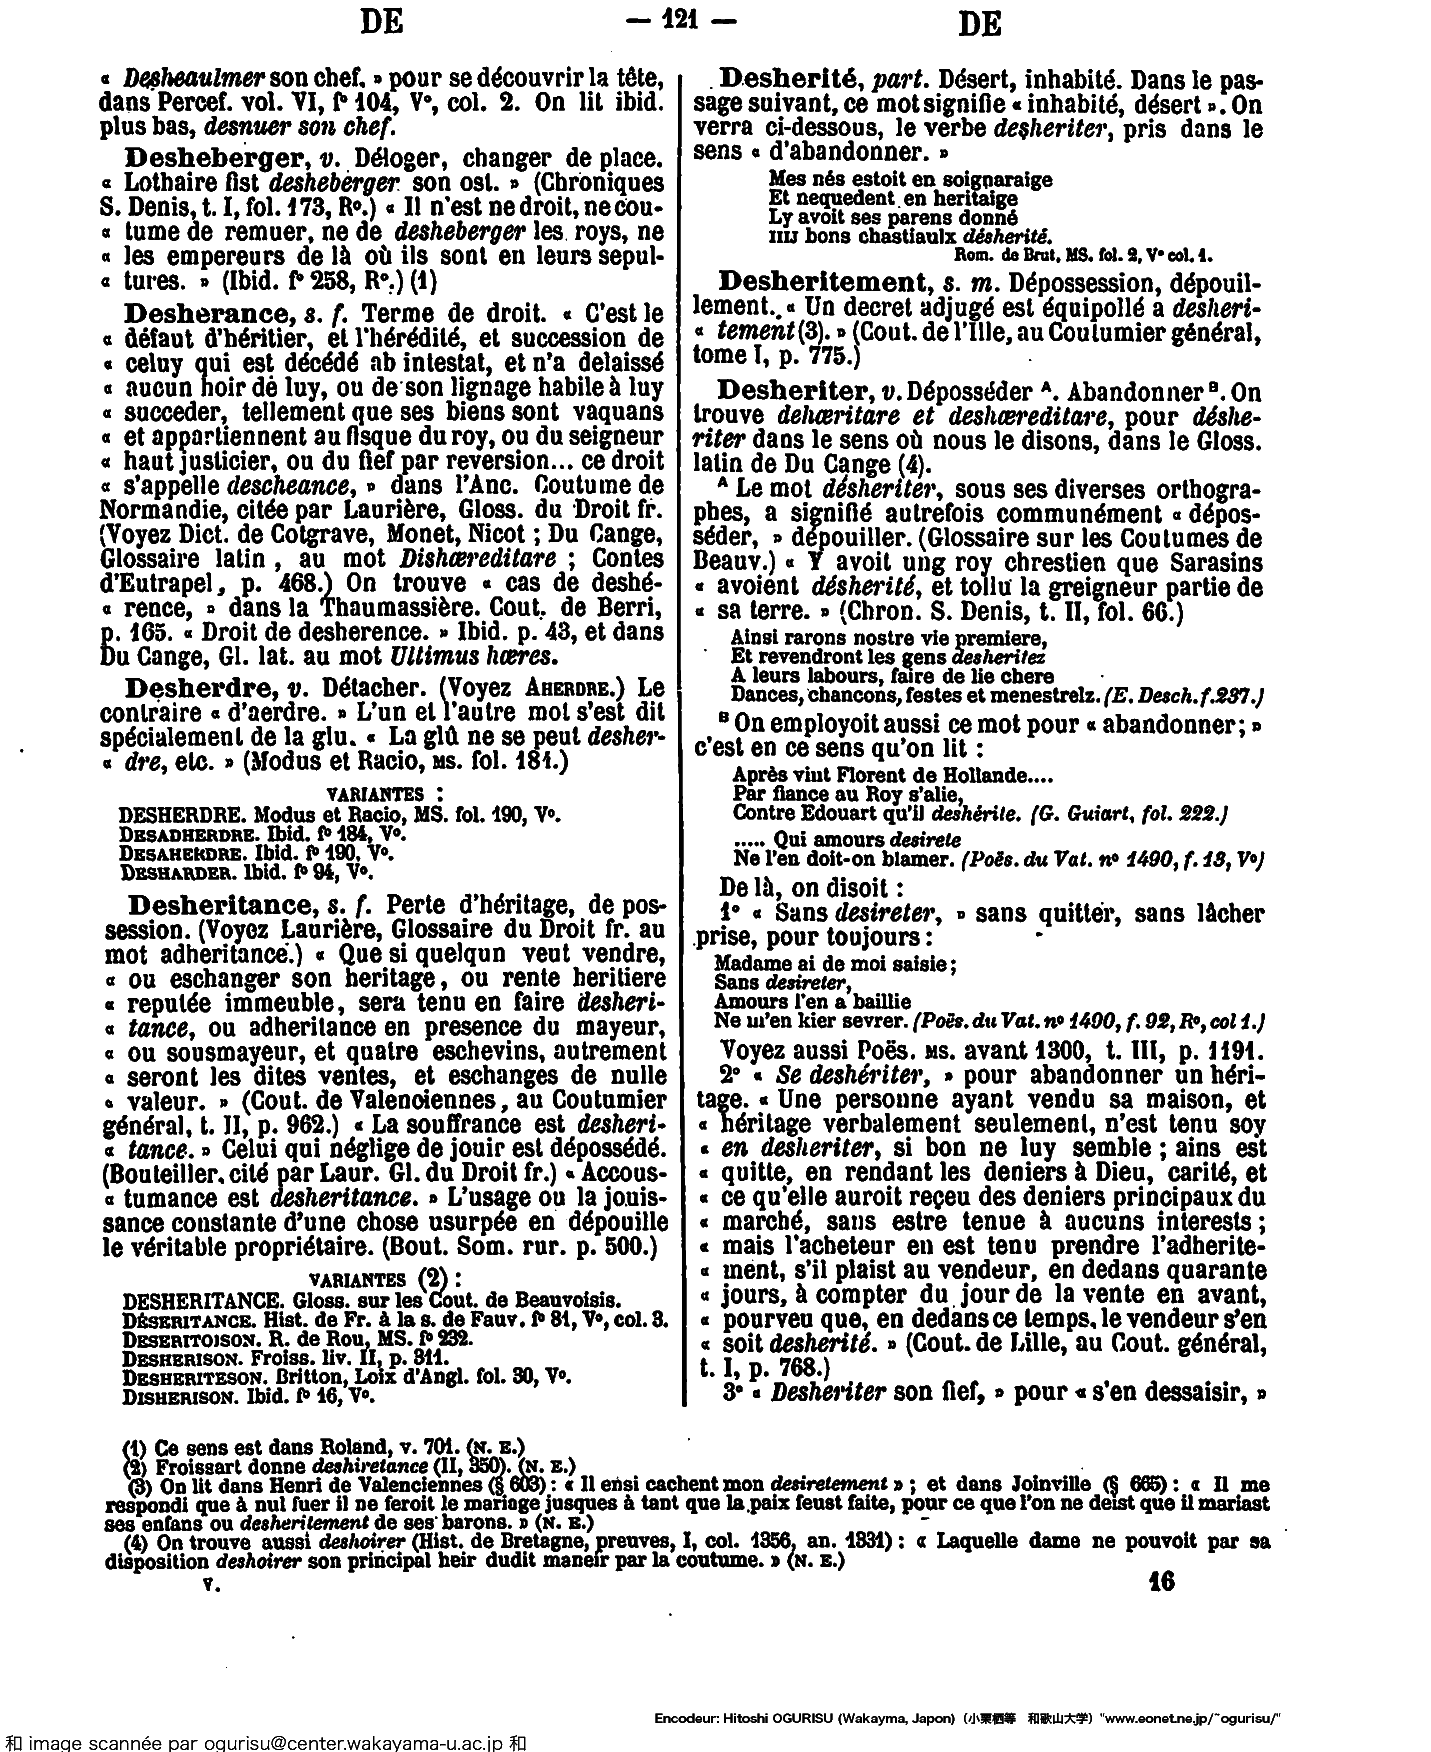 DE — 121 — DE
« Desheaulmer son chef, » pour se découvrir la tête,
dans Percef. vol. VI, f° 104, V°, col. 2. On lit ibid.
plus bas, desnuer son chef.
Desheberger, v. Déloger, changer de place.
« Lothaire fist desheberger son ost. » (Chroniques
S. Denis, t. I, fol. 173, R°.) « Il n'est ne droit, ne cou-
« tume de remuer, ne de desheberger les roys, ne
« les empereurs de là où ils sont en leurs sepul-
« tures. » (Ibid. f° 258, R°.) (1)
Desherance, s. f. Terme de droit. « C'est le
« défaut d'héritier, et l'hérédité, et succession de
« celuy qui est décédé ab intestat, et n'a delaissé
« aucun hoir de luy, ou de son lignage habile à luy
« succeder, tellement que ses biens sont vaquans
« et appartiennent au fisque du roy, ou du seigneur
« haut justicier, ou du fief par reversion... ce droit
« s'appelle descheance, » dans l'Anc. Coutume de
Normandie, citée par Laurière, Gloss. du Droit fr.
(Voyez Dict. de Cotgrave, Monet, Nicot ; Du Cange,
Glossaire latin, au mot Dishæreditare ; Contes
d'Eutrapel, p. 468.) On trouve « cas de deshé-
« rence, » dans la Thaumassière. Cout. de Berri,
p. 165. « Droit de desherence. » Ibid. p. 43, et dans
Du Cange, Gl. lat. au mot Ultimus hæres.
Desherdre, v. Détacher. (Voyez AHERDRE.) Le
contraire « d'aerdre. » L'un et l'autre mot s'est dit
spécialement de la glu. « La glû ne se peut desher-
« dre, etc. » (Modus et Racio, MS. fol. 181.)
VARIANTES :
DESHERDRE. Modus et Racio, MS. fol. 190, V°.
DESADHERDRE. Ibid. f° 184, V°.
DESAHERDRE. Ibid. f° 190, V°.
DESHARDER. Ibid. f° 94, V°.
Desheritance, s. f. Perte d'héritage, de pos-
session. (Voyez Laurière, Glossaire du Droit fr. au
mot adheritance.) « Que si quelqun veut vendre,
« ou eschanger son heritage, ou rente heritiere
« reputée immeuble, sera tenu en faire desheri-
« tance, ou adheritance en presence du mayeur,
« ou sousmayeur, et quatre eschevins, autrement
« seront les dites ventes, et eschanges de nulle
« valeur. » (Cout. de Valenciennes, au Coutumier
général, t. II, p. 962.) « La souffrance est desheri-
« tance. » Celui qui néglige de jouir est dépossédé.
(Bouteiller, cité par Laur. Gl. du Droit fr.) « Accous-
« tumance est desheritance. » L'usage ou la jouis-
sance constante d'une chose usurpée en dépouille
le véritable propriétaire. (Bout. Som. rur. p. 500.)
VARIANTES (2) :
DESHERITANCE. Gloss. sur les Cout. de Beauvoisis.
DÉSERITANCE. Hist. de Fr. à la s. de Fauv. f° 81, V°, col. 3.
DESERITOISON. R. de Rou, MS. f° 232.
DESHERISON. Froiss. liv. II, p. 311.
DESHERITESON. Britton, Loix d'Angl. fol. 30, V°.
DISHERISON. Ibid. f° 16, V°.
Desherité, part. Désert, inhabité. Dans le pas-
sage suivant, ce mot signifie « inhabité, désert ». On
verra ci-dessous, le verbe desheriter, pris dans le
sens « d'abandonner. »
Mes nés estoit en soignaraige
Et nequedent en heritaige
Ly avoit ses parens donné
IIIJ bons chastiaulx désherité.
Rom. de Brut, MS. fol. 2, V° col. 1.
Desheritement, s. m. Dépossession, dépouil-
lement. « Un decret adjugé est équipollé a desheri-
« tement (3). » (Cout. de l'Ille, au Coutumier général,
tome I, p. 775.)
Desheriter, v. Déposséder A. Abandonner B. On
trouve dehæritare et deshæreditare, pour déshe-
riter dans le sens où nous le disons, dans le Gloss.
latin de Du Cange (4).
A Le mot désheriter, sous ses diverses orthogra-
phes, a signifié autrefois communément « dépos-
séder, » dépouiller. (Glossaire sur les Coutumes de
Beauv.) « Y avoit ung roy chrestien que Sarasins
« avoient désherité, et tollu la greigneur partie de
« sa terre. » (Chron. S. Denis, t. II, fol. 66.)
Ainsi rarons nostre vie premiere,
Et revendront les gens desheritez
A leurs labours, faire de lie chere
Dances, chancons, festes et menestrelz. (E. Desch. f. 237.)
B On employoit aussi ce mot pour « abandonner ; »
c'est en ce sens qu'on lit :
Après vint Florent de Hollande....
Par fiance au Roy s'alie,
Contre Edouart qu'il deshérite. (G. Guiart, fol. 222.)
..... Qui amours desirete
Ne l'en doit-on blamer. (Poës. du Vat. n° 1490, f. 13, V°)
De là, on disoit :
1° « Sans desireter, » sans quitter, sans lâcher
prise, pour toujours :
Madame ai de moi saisie ;
Sans desireter,
Amours l'en a baillie
Ne m'en kier sevrer. (Poës. du Vat. n° 1490, f. 92, R°, col 1.)
Voyez aussi Poës. MS. avant 1300, t. III, p. 1191.
2° « Se deshériter, » pour abandonner un héri-
tage. « Une personne ayant vendu sa maison, et
« héritage verbalement seulement, n'est tenu soy
« en desheriter, si bon ne luy semble ; ains est
« quitte, en rendant les deniers à Dieu, carité, et
« ce qu'elle auroit reçeu des deniers principaux du
« marché, sans estre tenue à aucuns interests ;
« mais l'acheteur en est tenu prendre l'adherite-
« ment, s'il plaist au vendeur, en dedans quarante
« jours, à compter du jour de la vente en avant,
« pourveu que, en dedans ce temps, le vendeur s'en
« soit desherité. » (Cout. de Lille, au Cout. général,
t. I, p. 768.)
3° « Desheriter son fief, » pour « s'en dessaisir, »
(1) Ce sens est dans Roland, v. 701. (N. E.)
(2) Froissart donne deshiretance (II, 350). (N. E.)
(3) On lit dans Henri de Valenciennes (§ 603) : « Il ensi cachent mon desiretement » ; et dans Joinville (§ 665) : « Il me
respondi que à nul fuer il ne feroit le mariage jusques à tant que la paix feust faite, pour ce que l'on ne deist que il mariast
ses enfans ou desheritement de ses barons. » (N. E.)
(4) On trouve aussi deshoirer (Hist. de Bretagne, preuves, I, col. 1356, an. 1331) : « Laquelle dame ne pouvoit par sa
disposition deshoirer son principal heir dudit maneir par la coutume. » (N. E.)
V. 16
Encodeur: Hitoshi OGURISU (Wakayma, Japon) (小栗栖等 和歌山大学) "www.eonet.ne.jp/~ogurisu/"
和 image scannée par ogurisu@center.wakayama-u.ac.jp 和